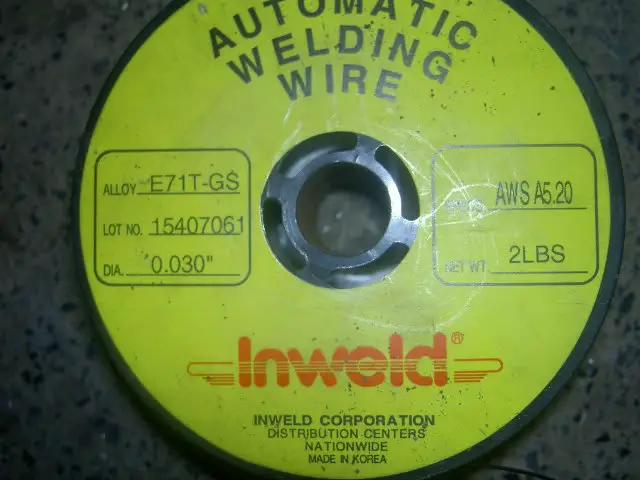 AUTOMATIC
WELDING
WIRE
ALLOY E71T-GS
LOT NO. 15407061
DIA. 0.030"
AWS A5.20
NET WT. 2LBS
Inweld®
INWELD CORPORATION
DISTRIBUTION CENTERS
NATIONWIDE
MADE IN KOREA